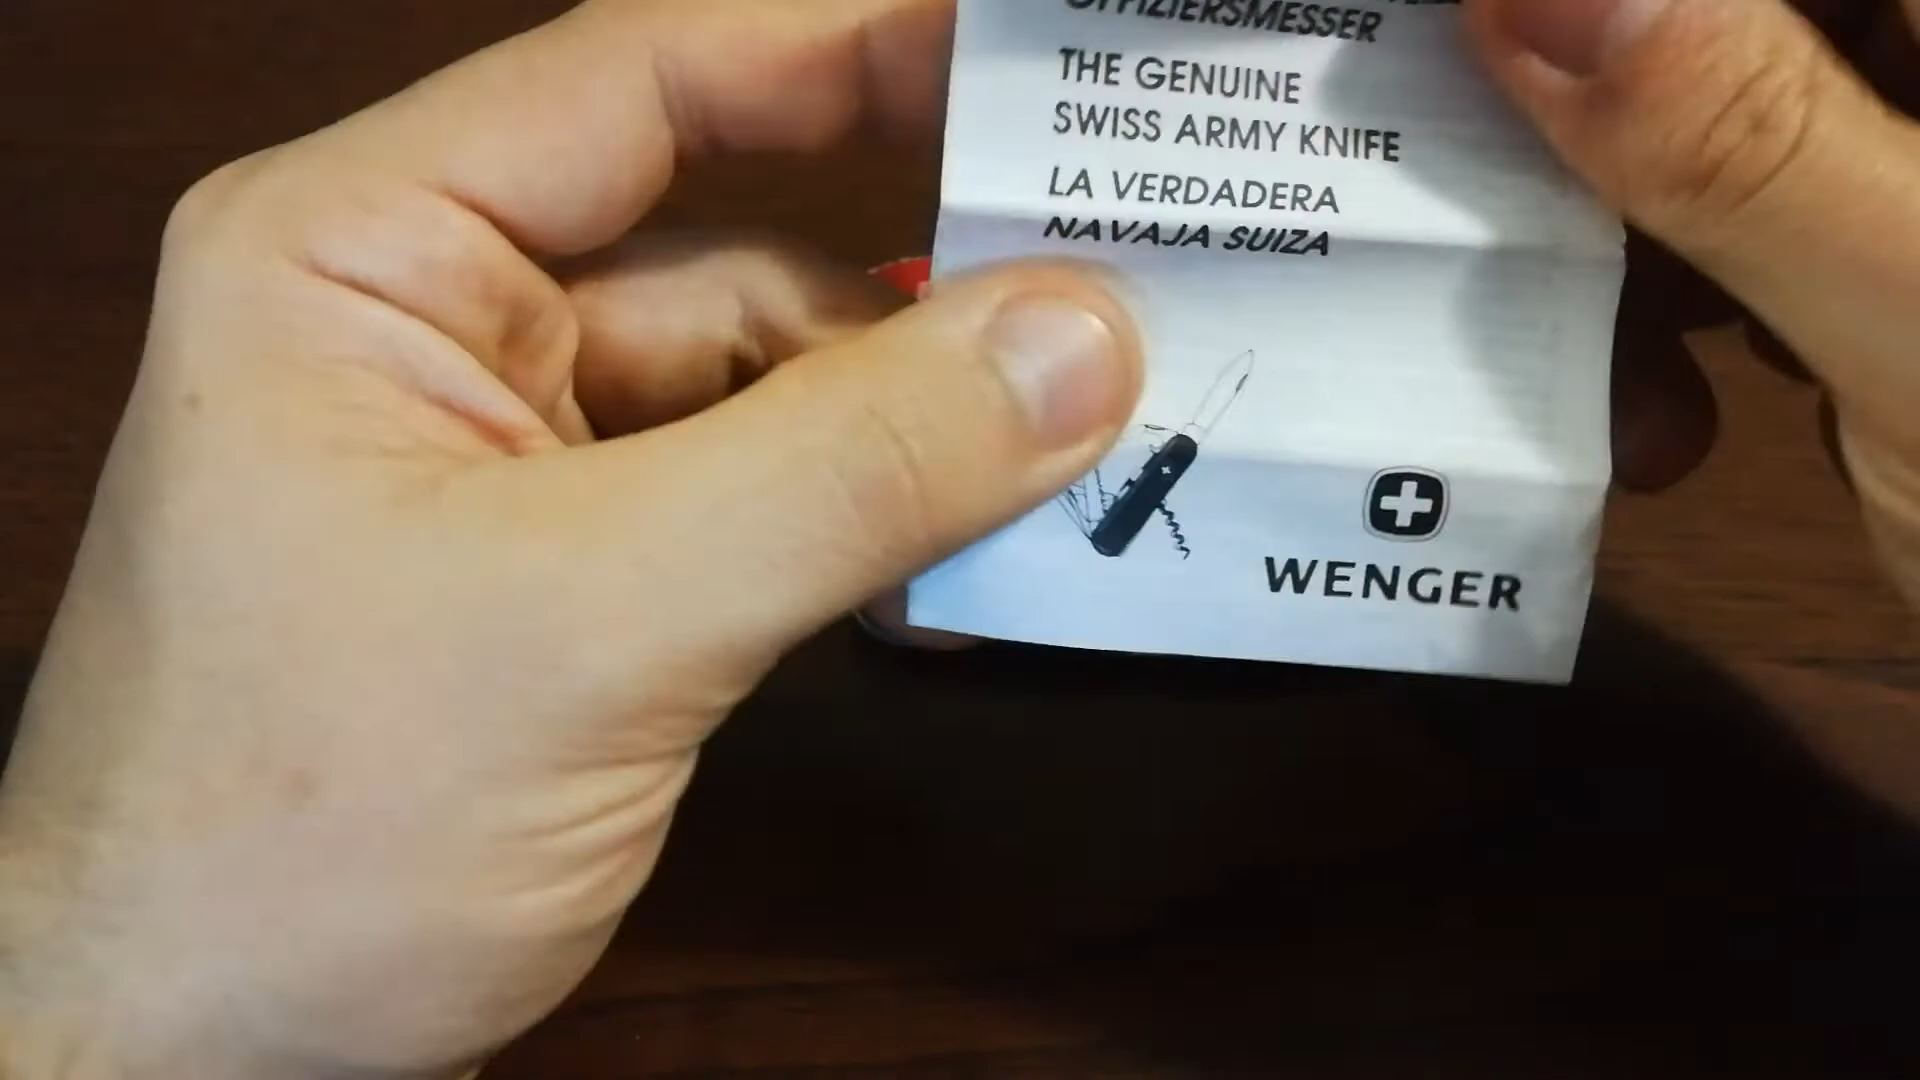 OFFIZIERSMESSER
THE GENUINE
SWISS ARMY KNIFE
LA VERDADERA
NAVAJA SUIZA
WENGER